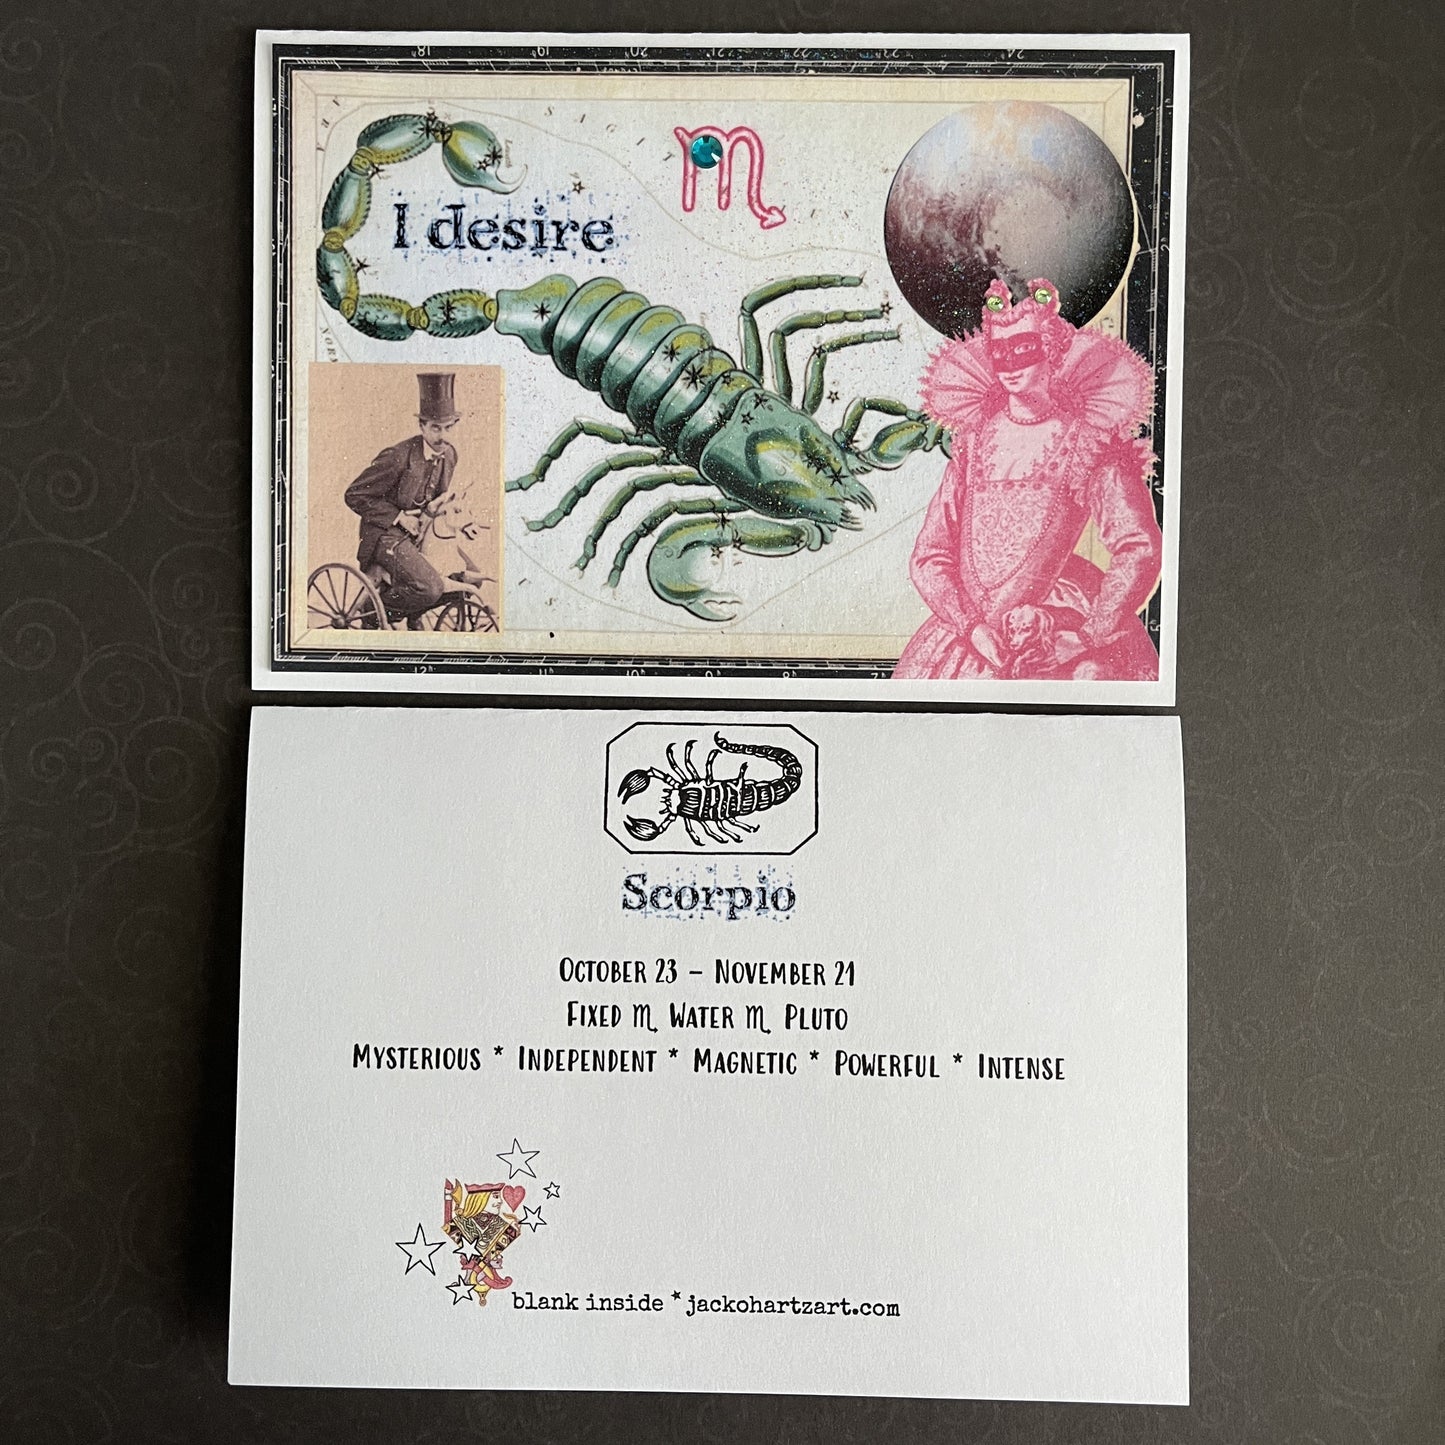 I desire
Scorpio
October 23 – November 21
Fixed ♏ Water ♏ Pluto
Mysterious * Independent * Magnetic * Powerful * Intense
blank inside * jackohartzart.com